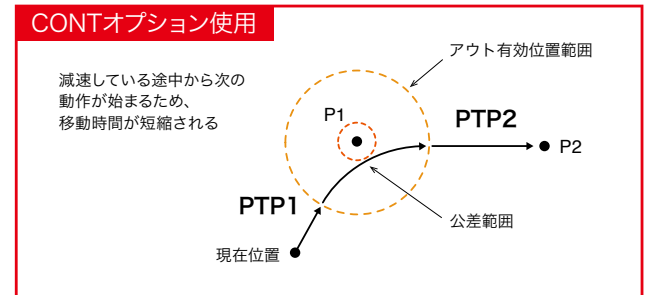 CONTオプション使用
減速している途中から次の
動作が始まるため、
移動時間が短縮される
アウト有効位置範囲
P1
PTP2
P2
PTP1
公差範囲
現在位置